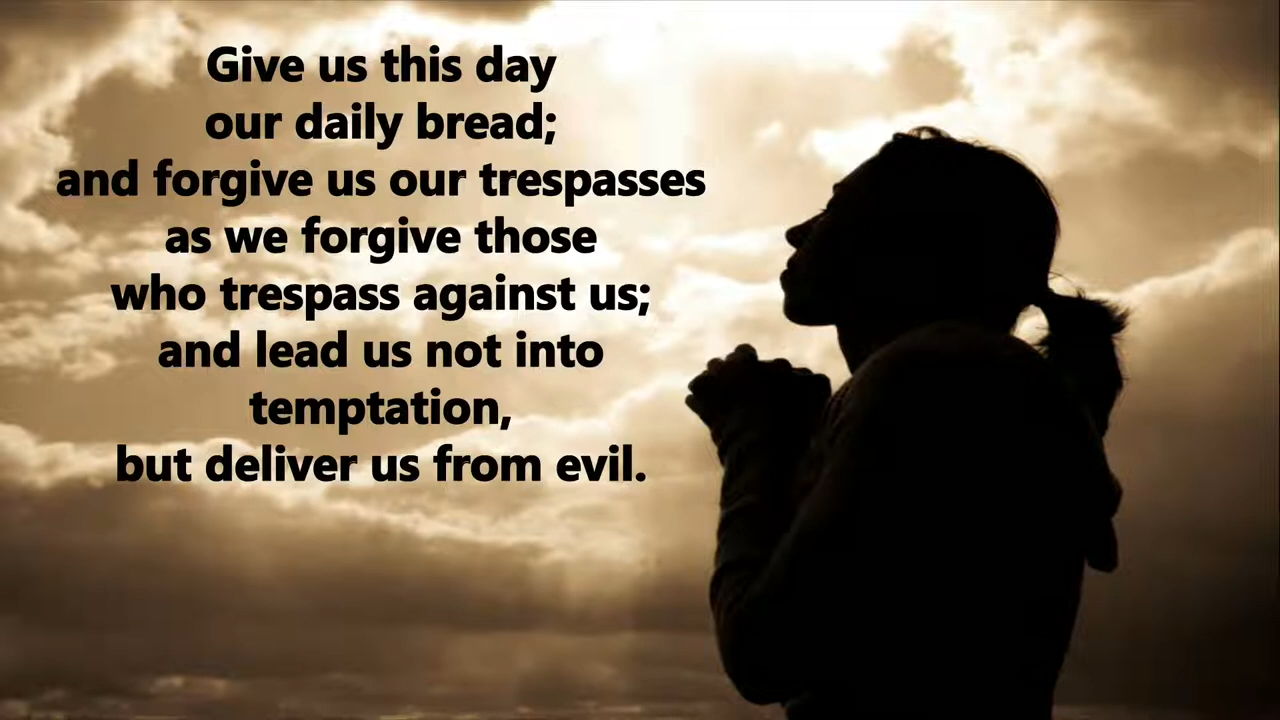 Give us this day
our daily bread;
and forgive us our trespasses
as we forgive those
who trespass against us;
and lead us not into
temptation,
but deliver us from evil.